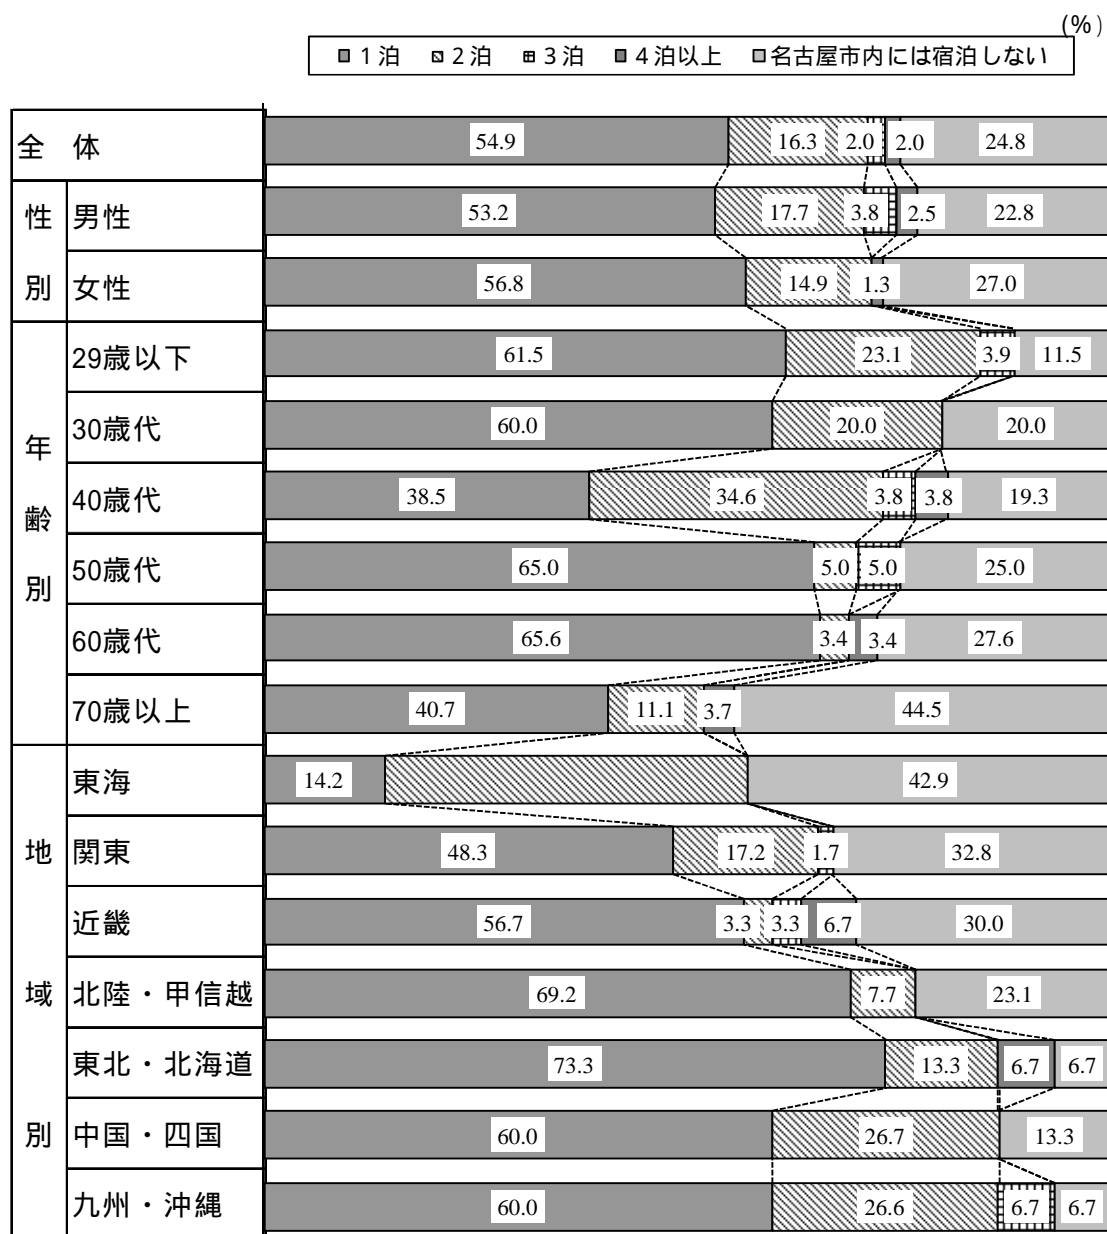 (%)
1泊 2泊 3泊 4泊以上 名古屋市内には宿泊しない
全 体 54.9 16.3 2.0 2.0 24.8
性別
男性 53.2 17.7 3.8 2.5 22.8
女性 56.8 14.9 1.3 27.0
年齢別
29歳以下 61.5 23.1 3.9 11.5
30歳代 60.0 20.0 20.0
40歳代 38.5 34.6 3.8 3.8 19.3
50歳代 65.0 5.0 5.0 25.0
60歳代 65.6 3.4 3.4 27.6
70歳以上 40.7 11.1 3.7 44.5
地域別
東海 14.2 42.9
関東 48.3 17.2 1.7 32.8
近畿 56.7 3.3 3.3 6.7 30.0
北陸・甲信越 69.2 7.7 23.1
東北・北海道 73.3 13.3 6.7 6.7
中国・四国 60.0 26.7 13.3
九州・沖縄 60.0 26.6 6.7 6.7